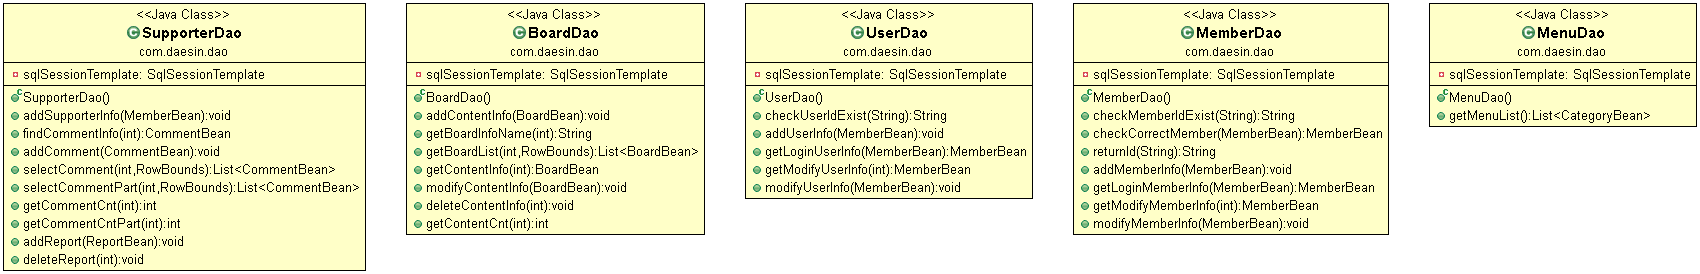 <<Java Class>>
SupporterDao
com.daesin.dao
sqlSessionTemplate: SqlSessionTemplate
SupporterDao()
addSupporterInfo(MemberBean):void
findCommentInfo(int):CommentBean
addComment(CommentBean):void
selectComment(int,RowBounds):List<CommentBean>
selectCommentPart(int,RowBounds):List<CommentBean>
getCommentCnt(int):int
getCommentCntPart(int):int
addReport(ReportBean):void
deleteReport(int):void
<<Java Class>>
BoardDao
com.daesin.dao
sqlSessionTemplate: SqlSessionTemplate
BoardDao()
addContentInfo(BoardBean):void
getBoardInfoName(int):String
getBoardList(int,RowBounds):List<BoardBean>
getContentInfo(int):BoardBean
modifyContentInfo(BoardBean):void
deleteContentInfo(int):void
getContentCnt(int):int
<<Java Class>>
UserDao
com.daesin.dao
sqlSessionTemplate: SqlSessionTemplate
UserDao()
checkUserIdExist(String):String
addUserInfo(MemberBean):void
getLoginUserInfo(MemberBean):MemberBean
getModifyUserInfo(int):MemberBean
modifyUserInfo(MemberBean):void
<<Java Class>>
MemberDao
com.daesin.dao
sqlSessionTemplate: SqlSessionTemplate
MemberDao()
checkMemberIdExist(String):String
checkCorrectMember(MemberBean):MemberBean
returnId(String):String
addMemberInfo(MemberBean):void
getLoginMemberInfo(MemberBean):MemberBean
getModifyMemberInfo(int):MemberBean
modifyMemberInfo(MemberBean):void
<<Java Class>>
MenuDao
com.daesin.dao
sqlSessionTemplate: SqlSessionTemplate
MenuDao()
getMenuList():List<CategoryBean>